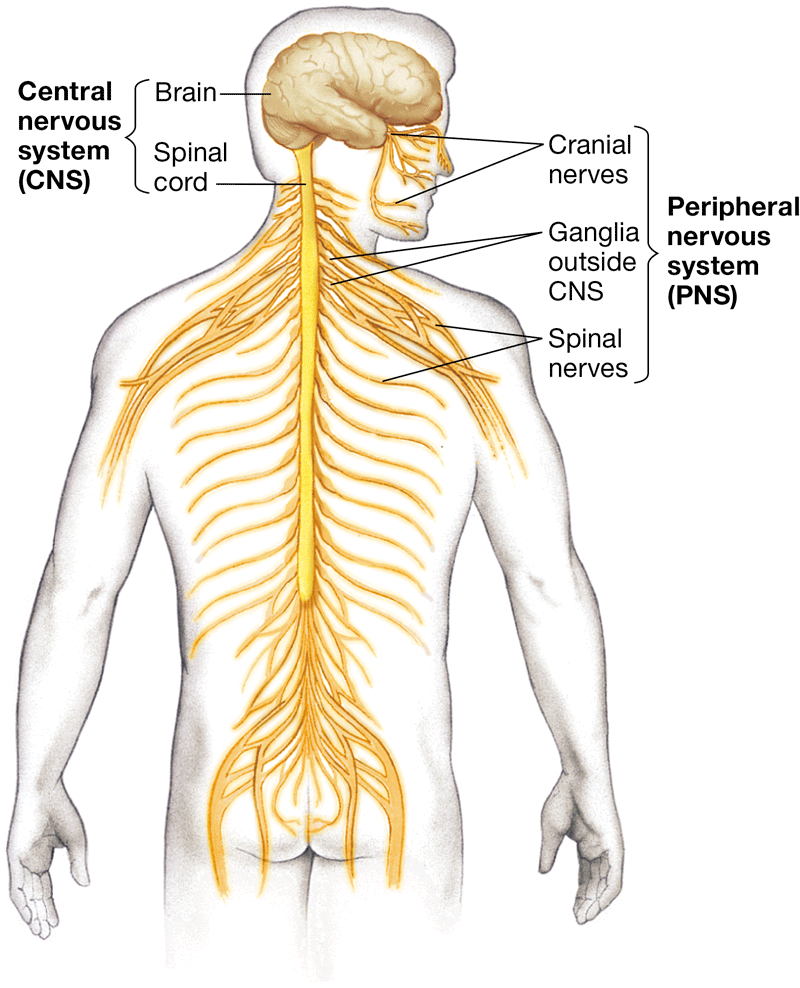 Central
nervous
system
(CNS)
Brain
Spinal
cord
Cranial
nerves
Ganglia
outside
CNS
Spinal
nerves
Peripheral
nervous
system
(PNS)